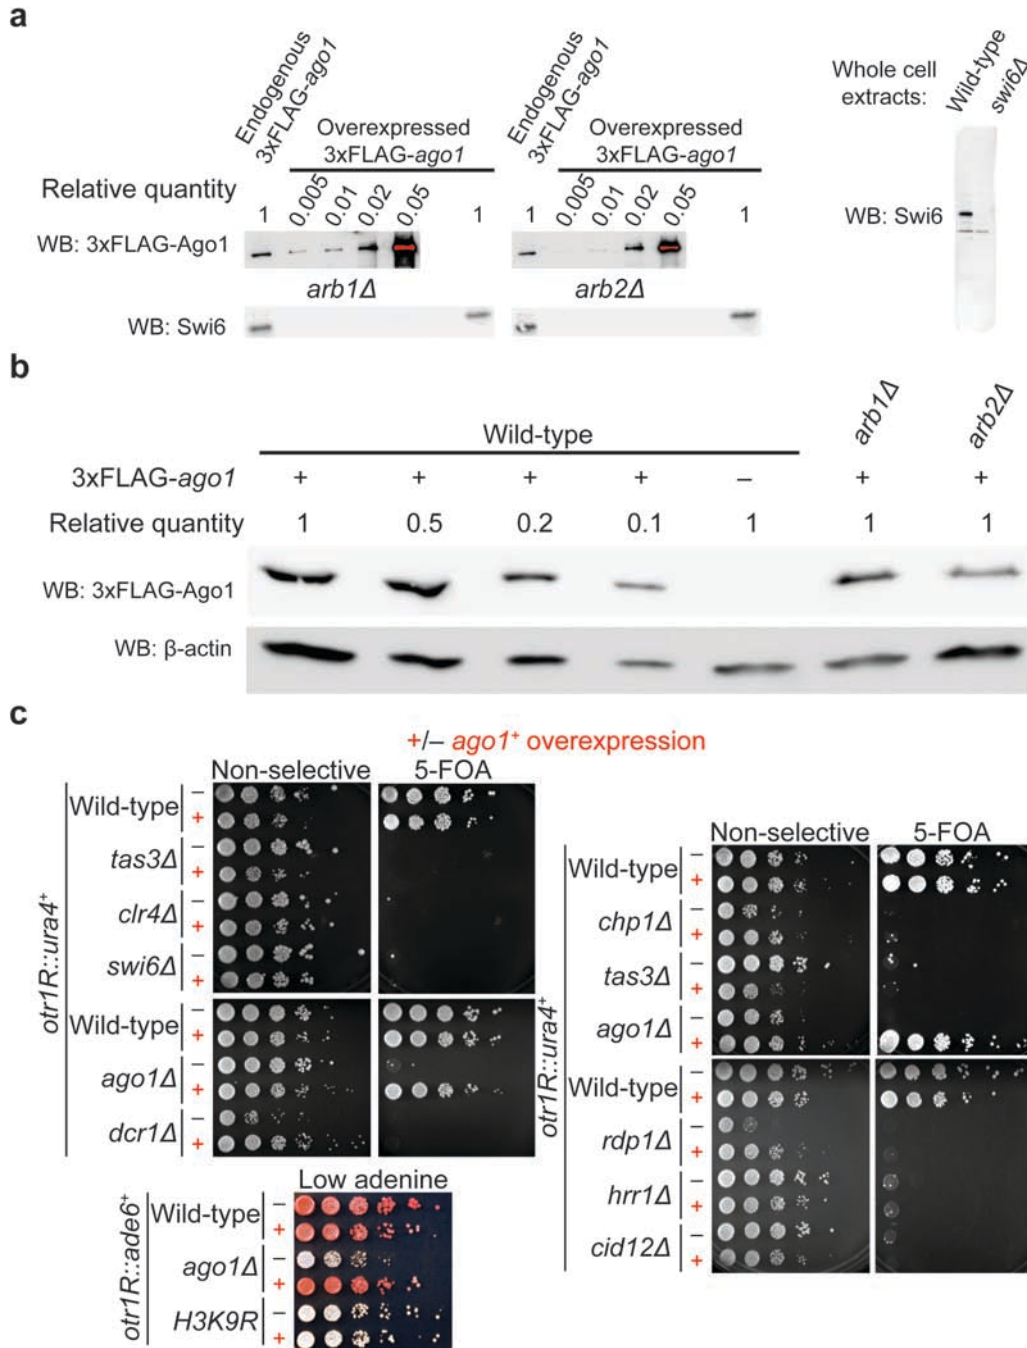 a
Endogenous
3xFLAG-ago1
Overexpressed
3xFLAG-ago1
Endogenous
3xFLAG-ago1
Overexpressed
3xFLAG-ago1
Whole cell
extracts:
Wild-type
swi6Δ
Relative quantity
1 0.005 0.01 0.02 0.05 1
1 0.005 0.01 0.02 0.05 1
WB: 3xFLAG-Ago1
arb1Δ arb2Δ
WB: Swi6
WB: Swi6
b
Wild-type arb1Δ arb2Δ
3xFLAG-ago1 + + + + – + +
Relative quantity 1 0.5 0.2 0.1 1 1 1
WB: 3xFLAG-Ago1
WB: β-actin
c
+/– ago1⁺ overexpression
Non-selective 5-FOA
otr1R::ura4⁺
Wild-type – +
tas3Δ – +
clr4Δ – +
swi6Δ – +
Wild-type – +
ago1Δ – +
dcr1Δ – +
Low adenine
otr1R::ade6⁺
Wild-type – +
ago1Δ – +
H3K9R – +
Non-selective 5-FOA
otr1R::ura4⁺
Wild-type – +
chp1Δ – +
tas3Δ – +
ago1Δ – +
Wild-type – +
rdp1Δ – +
hrr1Δ – +
cid12Δ – +